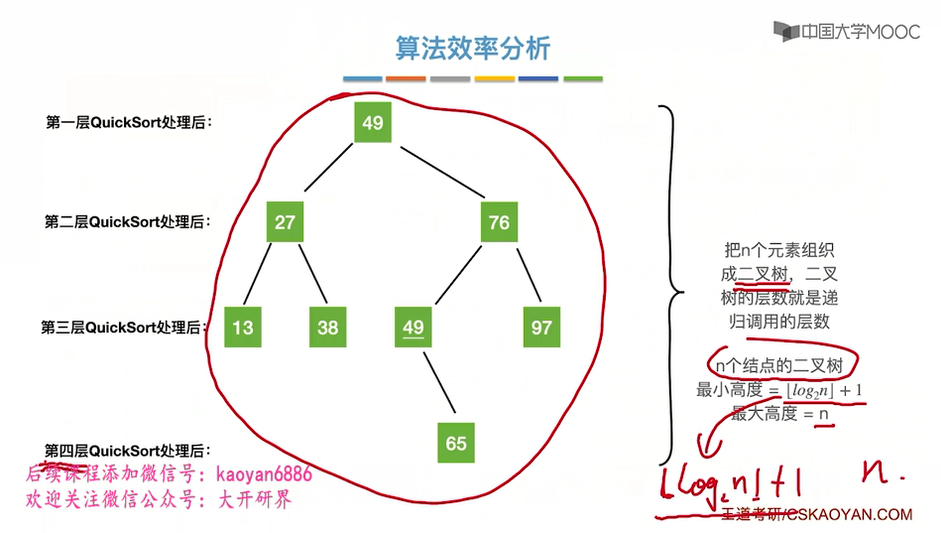 中国大学MOOC
算法效率分析
第一层QuickSort处理后：
49
第二层QuickSort处理后：
27
76
把n个元素组织
成二叉树，二叉
树的层数就是递
归调用的层数
第三层QuickSort处理后：
13
38
49
97
n个结点的二叉树
最小高度 = ⌊log₂n⌋ + 1
最大高度 = n
第四层QuickSort处理后：
65
后续课程添加微信号：kaoyan6886
欢迎关注微信公众号：大开研界
⌊log₂n⌋+1
n.
王道考研/CSKAOYAN.COM